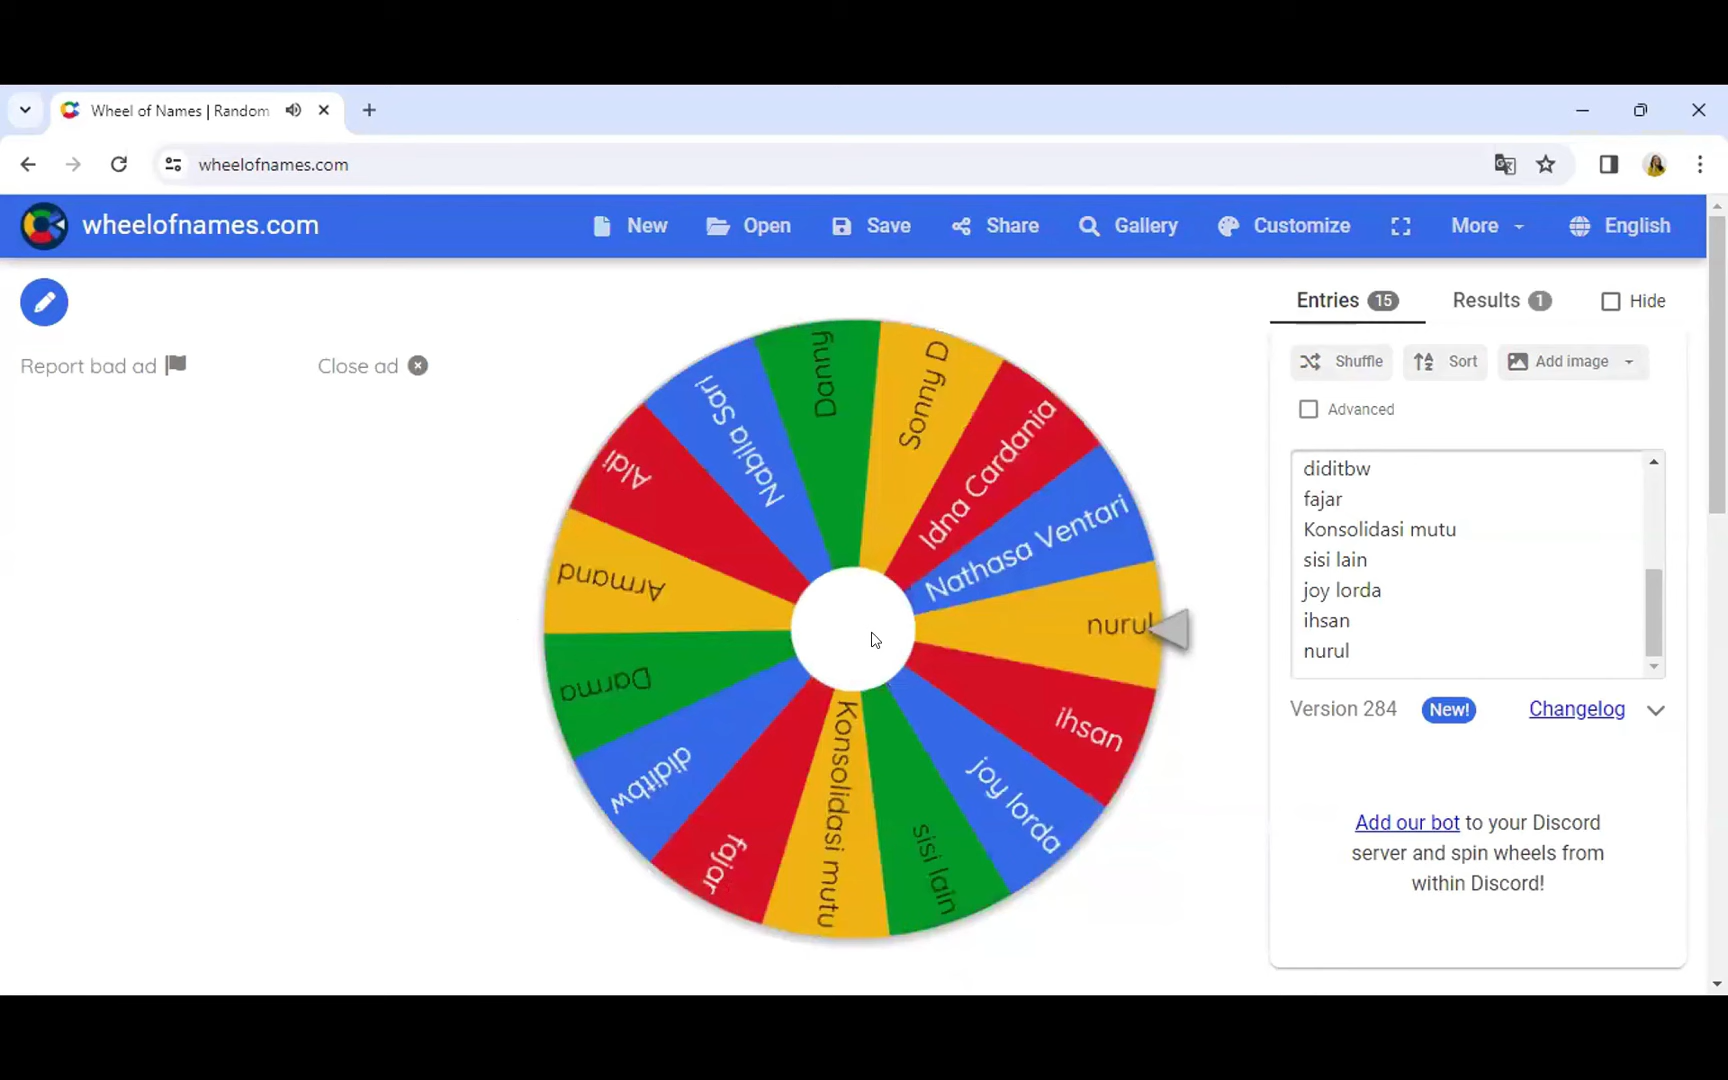 Wheel of Names | Random
wheelofnames.com
wheelofnames.com
New
Open
Save
Share
Gallery
Customize
More
English
Report bad ad
Close ad
Entries 15
Results 1
Hide
Shuffle
Sort
Add image
Advanced
diditbw
fajar
Konsolidasi mutu
sisi lain
joy lorda
ihsan
nurul
Version 284
New!
Changelog
Add our bot to your Discord
server and spin wheels from
within Discord!
Danny
Sonny D
Idna Cardania
Nathasa Ventari
nurul
ihsan
joy lorda
sisi lain
Konsolidasi mutu
fajar
diditbw
Darma
Armand
Aldi
Nabila Sari